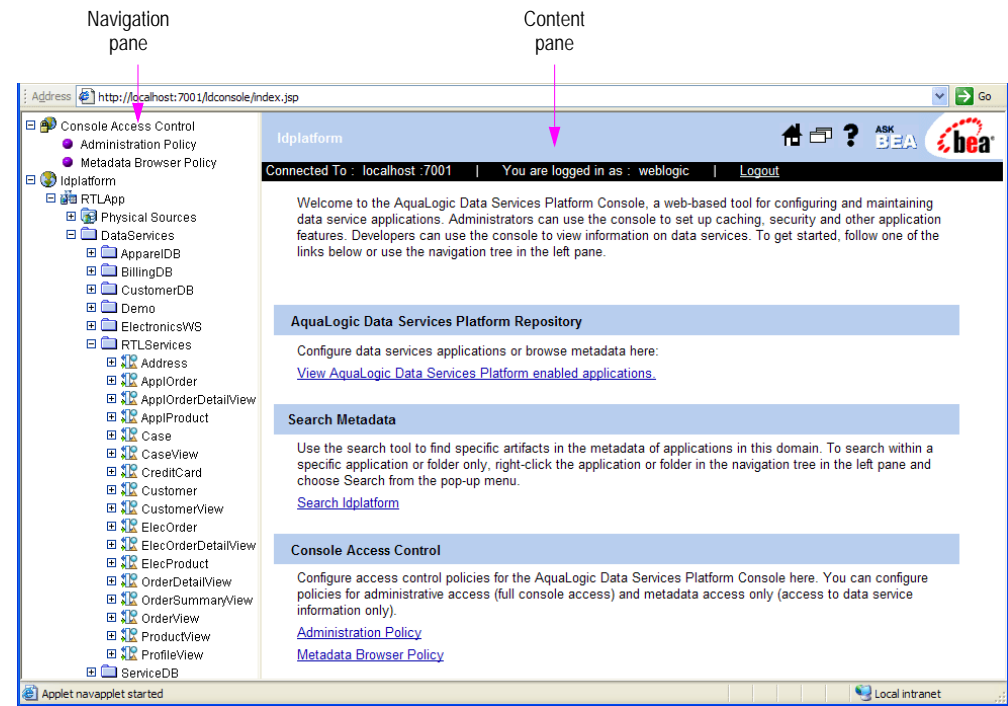 Navigation
pane
Content
pane
Address http://localhost:7001/ldconsole/index.jsp
Go
Console Access Control
Administration Policy
Metadata Browser Policy
ldplatform
RTLApp
Physical Sources
DataServices
ApparelDB
BillingDB
CustomerDB
Demo
ElectronicsWS
RTLServices
Address
ApplOrder
ApplOrderDetailView
ApplProduct
Case
CaseView
CreditCard
Customer
CustomerView
ElecOrder
ElecOrderDetailView
ElecProduct
OrderDetailView
OrderSummaryView
OrderView
ProductView
ProfileView
ServiceDB
ldplatform
?
ASK
BEA
bea
Connected To : localhost :7001 | You are logged in as : weblogic | Logout
Welcome to the AquaLogic Data Services Platform Console, a web-based tool for configuring and maintaining
data service applications. Administrators can use the console to set up caching, security and other application
features. Developers can use the console to view information on data services. To get started, follow one of the
links below or use the navigation tree in the left pane.
AquaLogic Data Services Platform Repository
Configure data services applications or browse metadata here:
View AquaLogic Data Services Platform enabled applications.
Search Metadata
Use the search tool to find specific artifacts in the metadata of applications in this domain. To search within a
specific application or folder only, right-click the application or folder in the navigation tree in the left pane and
choose Search from the pop-up menu.
Search ldplatform
Console Access Control
Configure access control policies for the AquaLogic Data Services Platform Console here. You can configure
policies for administrative access (full console access) and metadata access only (access to data service
information only).
Administration Policy
Metadata Browser Policy
Applet navapplet started
Local intranet